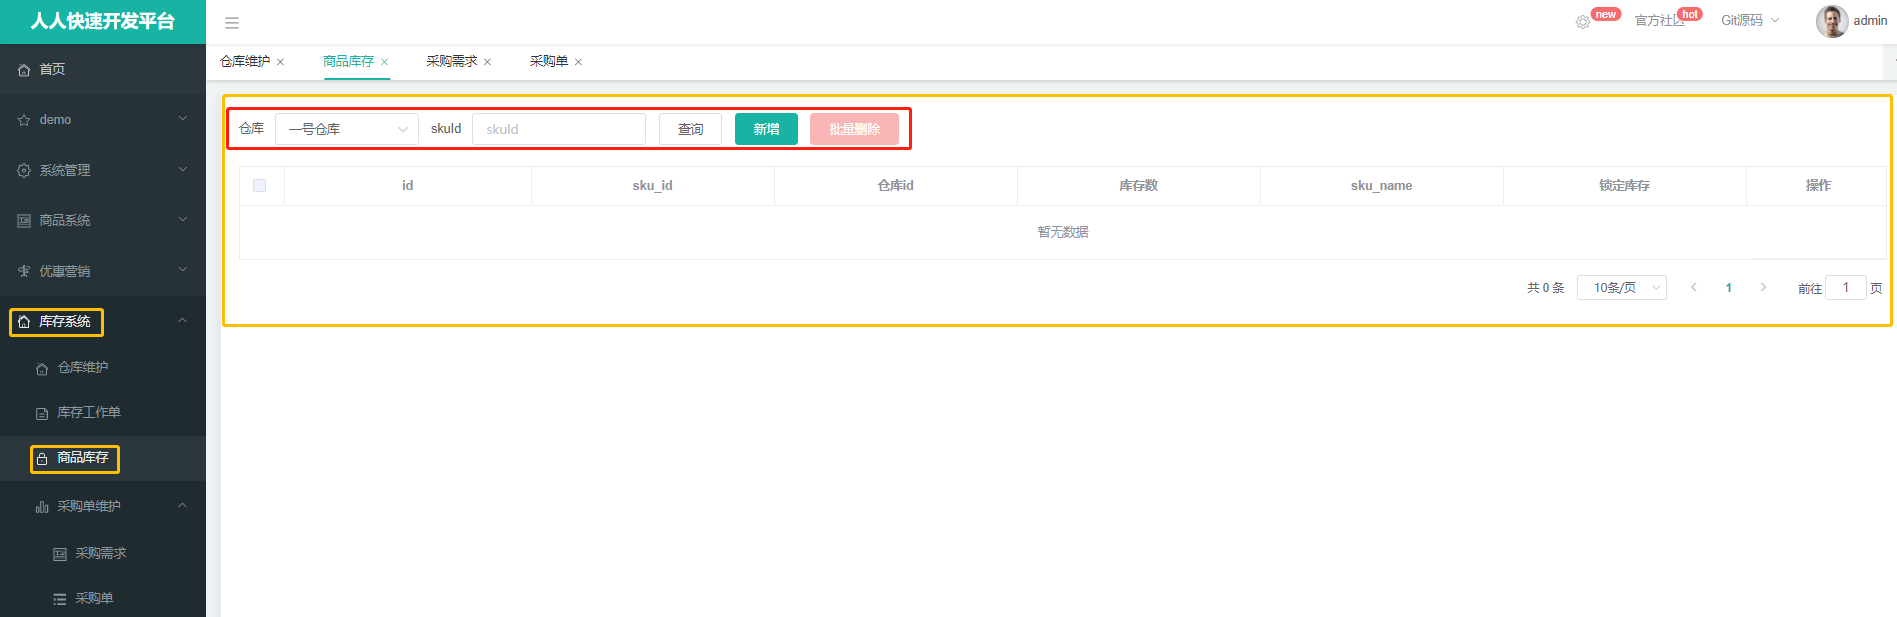 人人快速开发平台
new
官方社区
hot
Git源码
admin
首页
demo
系统管理
商品系统
优惠营销
库存系统
仓库维护
库存工作单
商品库存
采购单维护
采购需求
采购单
仓库维护 × 商品库存 × 采购需求 × 采购单 ×
仓库 一号仓库 skuId skuId 查询 新增 批量删除
id sku_id 仓库id 库存数 sku_name 锁定库存 操作
暂无数据
共 0 条 10条/页 1 前往 1 页